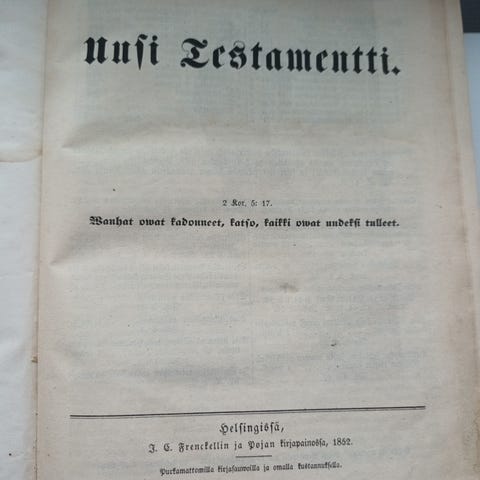 Uusi Testamentti.
2 Kor. 5: 17.
Wanhat owat kadonneet, katso, kaikki owat uudeksi tulleet.
Helsingissä,
J. C. Frenckellin ja Pojan kirjapainossa, 1852.
Purkamattomilla kirjasauwoilla ja omalla kustannuksella.